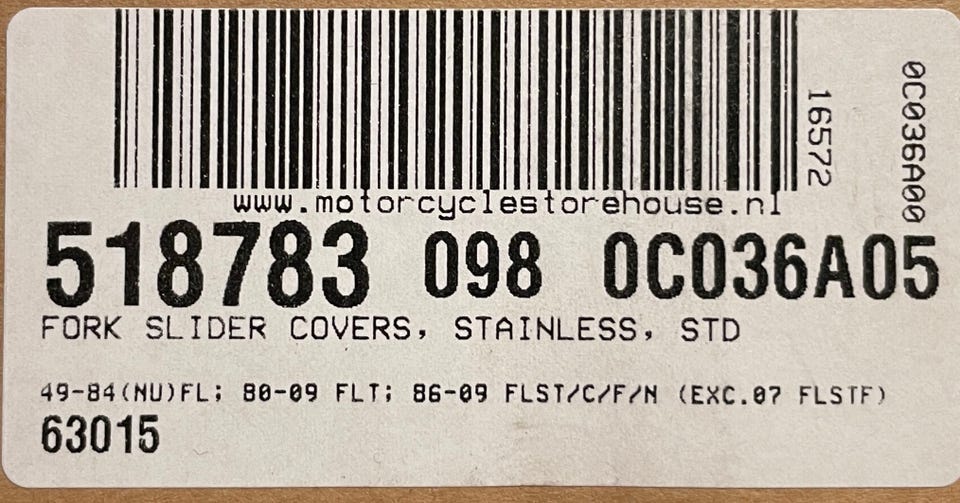 16572
0C036A00
www.motorcyclestorehouse.nl
518783 098 0C036A05
FORK SLIDER COVERS, STAINLESS, STD
49-84(NU)FL; 80-09 FLT; 86-09 FLST/C/F/N (EXC.07 FLSTF)
63015